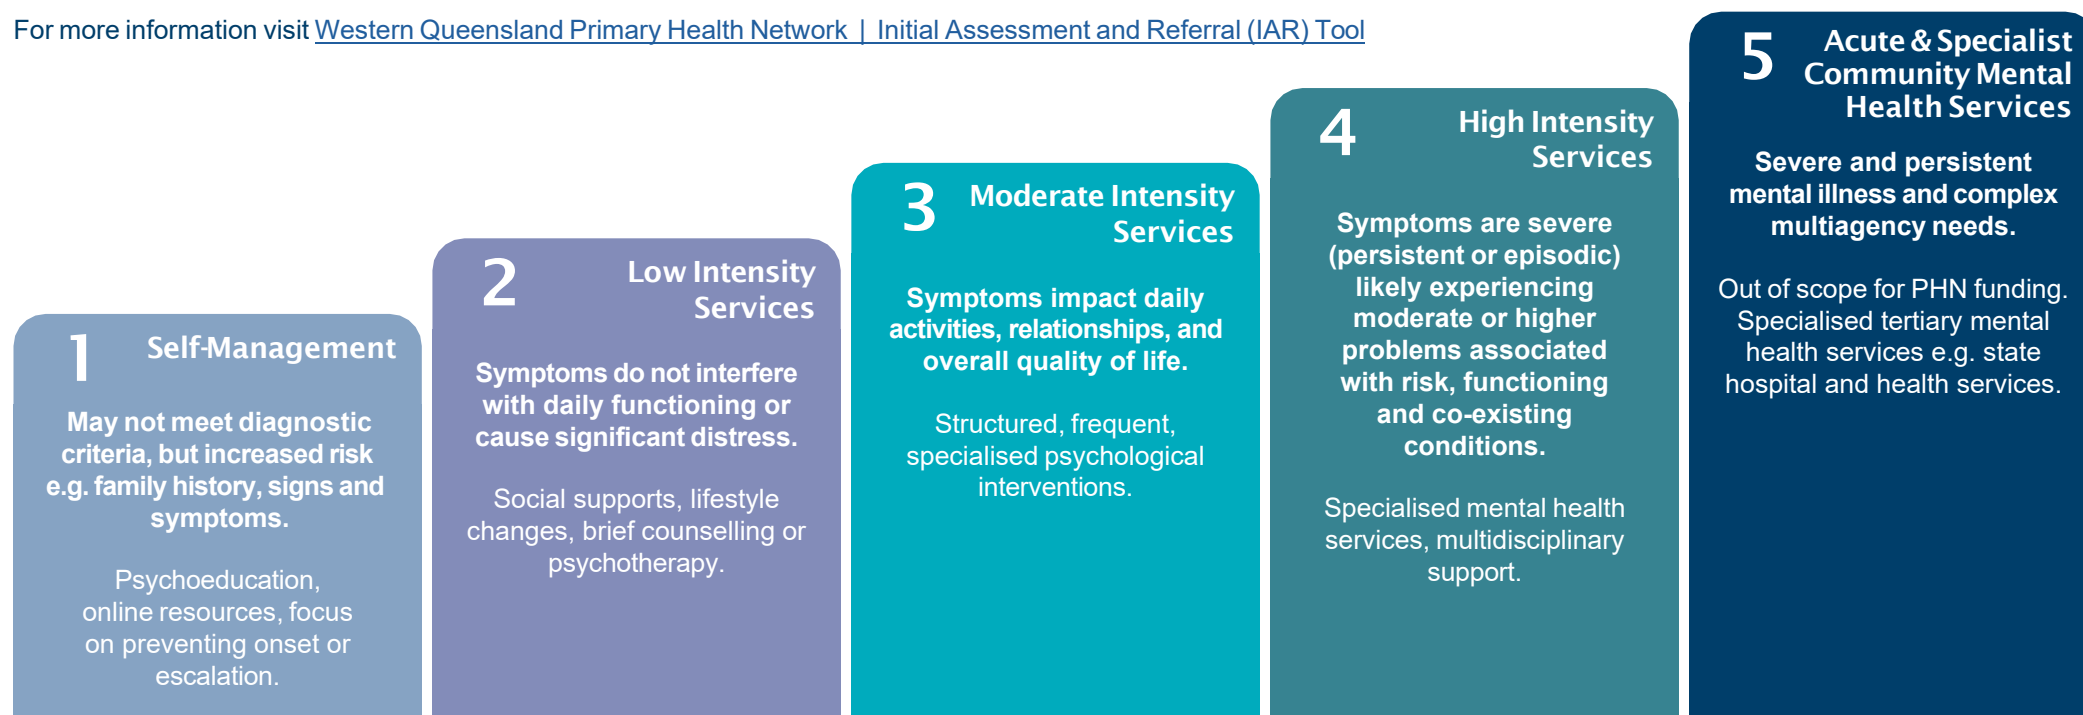 For more information visit Western Queensland Primary Health Network | Initial Assessment and Referral (IAR) Tool
1
Self-Management
May not meet diagnostic
criteria, but increased risk
e.g. family history, signs and
symptoms.
Psychoeducation,
online resources, focus
on preventing onset or
escalation.
2
Low Intensity
Services
Symptoms do not interfere
with daily functioning or
cause significant distress.
Social supports, lifestyle
changes, brief counselling or
psychotherapy.
3
Moderate Intensity
Services
Symptoms impact daily
activities, relationships, and
overall quality of life.
Structured, frequent,
specialised psychological
interventions.
4
High Intensity
Services
Symptoms are severe
(persistent or episodic)
likely experiencing
moderate or higher
problems associated
with risk, functioning
and co-existing
conditions.
Specialised mental health
services, multidisciplinary
support.
5
Acute & Specialist
Community Mental
Health Services
Severe and persistent
mental illness and complex
multiagency needs.
Out of scope for PHN funding.
Specialised tertiary mental
health services e.g. state
hospital and health services.